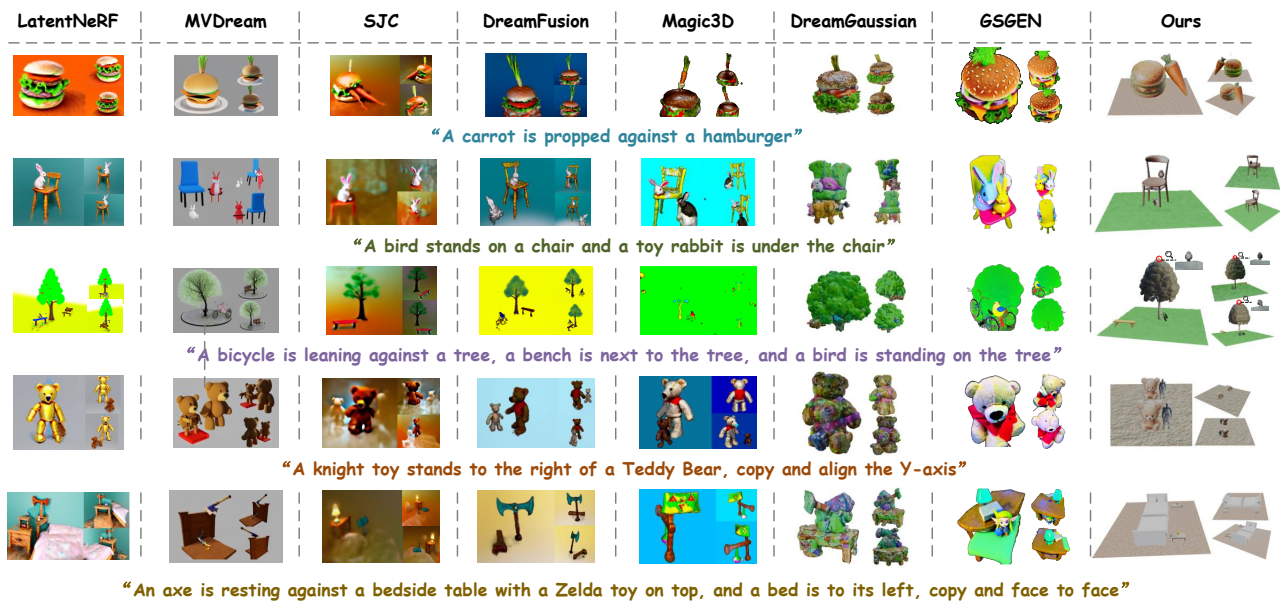 LatentNeRF MVDream SJC DreamFusion Magic3D DreamGaussian GSGEN Ours
“A carrot is propped against a hamburger”
“A bird stands on a chair and a toy rabbit is under the chair”
“A bicycle is leaning against a tree, a bench is next to the tree, and a bird is standing on the tree”
“A knight toy stands to the right of a Teddy Bear, copy and align the Y-axis”
“An axe is resting against a bedside table with a Zelda toy on top, and a bed is to its left, copy and face to face”